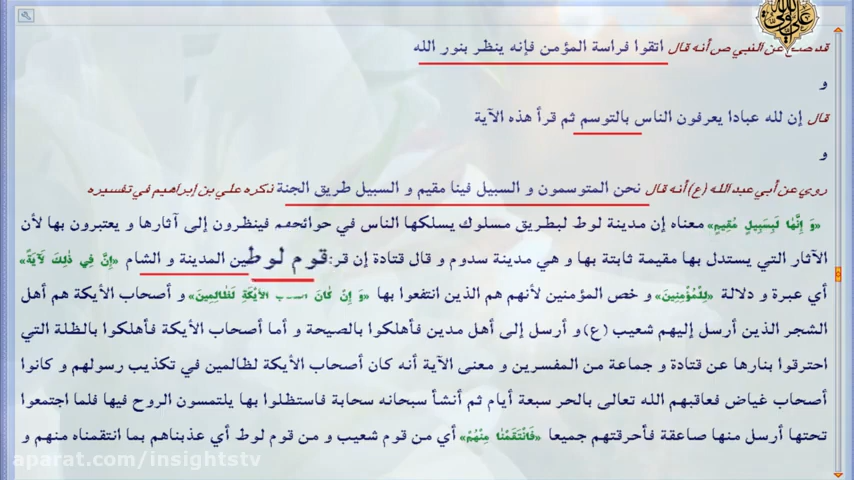 قد صح عن النبي ص أنه قال اتقوا فراسة المؤمن فإنه ينظر بنور الله
و
قال إن لله عبادا يعرفون الناس بالتوسم ثم قرأ هذه الآية
و
روي عن أبي عبد الله (ع) أنه قال نحن المتوسمون و السبيل فينا مقيم و السبيل طريق الجنة ذكره علي بن إبراهيم في تفسيره
«وَ إِنَّها لَبِسَبِيلٍ مُقِيمٍ» معناه إن مدينة لوط لبطريق مسلوك يسلكها الناس في حوائجهم فينظرون إلى آثارها و يعتبرون بها لأن
الآثار التي يستدل بها مقيمة ثابتة بها و هي مدينة سدوم و قال قتادة إن قر: قوم لوط بين المدينة و الشام «إِنَّ فِي ذلِكَ لَآيَةً»
أي عبرة و دلالة «لِلْمُؤْمِنِينَ» و خص المؤمنين لأنهم هم الذين انتفعوا بها «وَ إِنْ كانَ الأَيْكَةِ لَظالِمِينَ» و أصحاب الأيكة هم أهل
الشجر الذين أرسل إليهم شعيب (ع) و أرسل إلى أهل مدين فأهلكوا بالصيحة و أما أصحاب الأيكة فأهلكوا بالظلة التي
احترقوا بنارها عن قتادة و جماعة من المفسرين و معنى الآية أنه كان أصحاب الأيكة لظالمين في تكذيب رسولهم و كانوا
أصحاب غياض فعاقبهم الله تعالى بالحر سبعة أيام ثم أنشأ سبحانه سحابة فاستظلوا بها يلتمسون الروح فيها فلما اجتمعوا
تحتها أرسل منها صاعقة فأحرقتهم جميعا «فَانْتَقَمْنا مِنْهُمْ» أي من قوم شعيب و من قوم لوط أي عذبناهم بما انتقمناه منهم و
aparat.com/insightstv